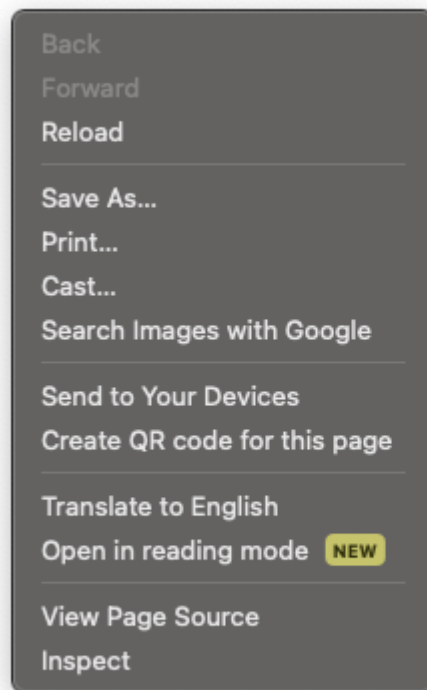 Back
Forward
Reload
Save As...
Print...
Cast...
Search Images with Google
Send to Your Devices
Create QR code for this page
Translate to English
Open in reading mode NEW
View Page Source
Inspect